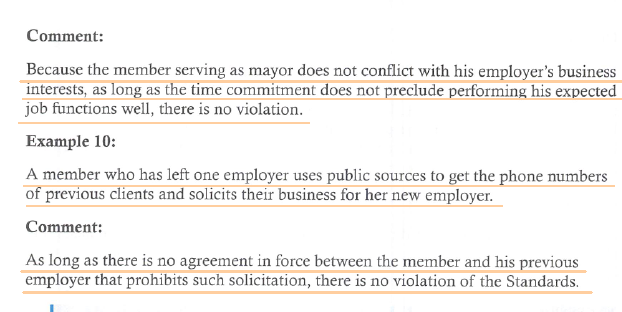 Comment:
Because the member serving as mayor does not conflict with his employer's business
interests, as long as the time commitment does not preclude performing his expected
job functions well, there is no violation.
Example 10:
A member who has left one employer uses public sources to get the phone numbers
of previous clients and solicits their business for her new employer.
Comment:
As long as there is no agreement in force between the member and his previous
employer that prohibits such solicitation, there is no violation of the Standards.